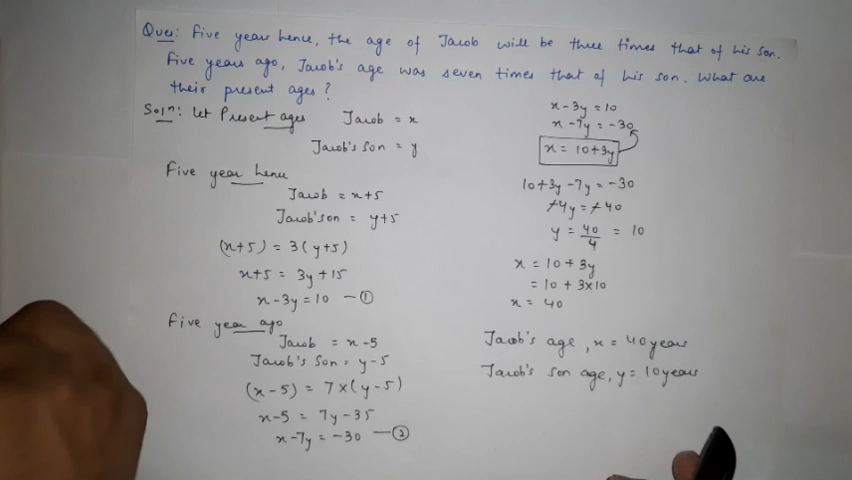 Ques: Five years hence, the age of Jacob will be three times that of his son.
Five years ago, Jacob's age was seven times that of his son. What are
their present ages?
Solⁿ: let Present ages Jacob = x
Jacob's son = y
Five year hence
Jacob = x+5
Jacob'son = y+5
(x+5) = 3(y+5)
x+5 = 3y+15
x-3y = 10 —①
Five year ago
Jacob = x-5
Jacob's son = y-5
(x-5) = 7×(y-5)
x-5 = 7y-35
x-7y = -30 —②
x-3y = 10
x-7y = -30
x = 10+3y
10+3y-7y = -30
-4y = -40
y = 40/4 = 10
x = 10+3y
= 10+3×10
x = 40
Jacob's age, x = 40years
Jacob's son age, y = 10years